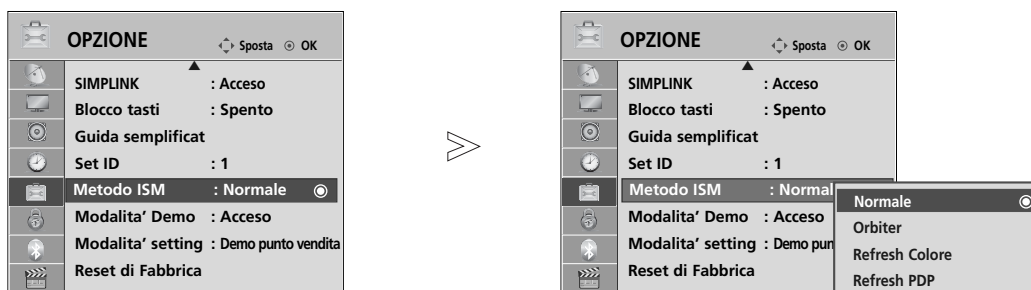 OPZIONE
Sposta
OK
SIMPLINK : Acceso
Blocco tasti : Spento
Guida semplificat
Set ID : 1
Metodo ISM : Normale
Modalita' Demo : Acceso
Modalita' setting : Demo punto vendita
Reset di Fabbrica
OPZIONE
Sposta
OK
SIMPLINK : Acceso
Blocco tasti : Spento
Guida semplificat
Set ID : 1
Metodo ISM : Normal
Modalita' Demo : Acceso
Modalita' setting : Demo pun
Reset di Fabbrica
Normale
Orbiter
Refresh Colore
Refresh PDP